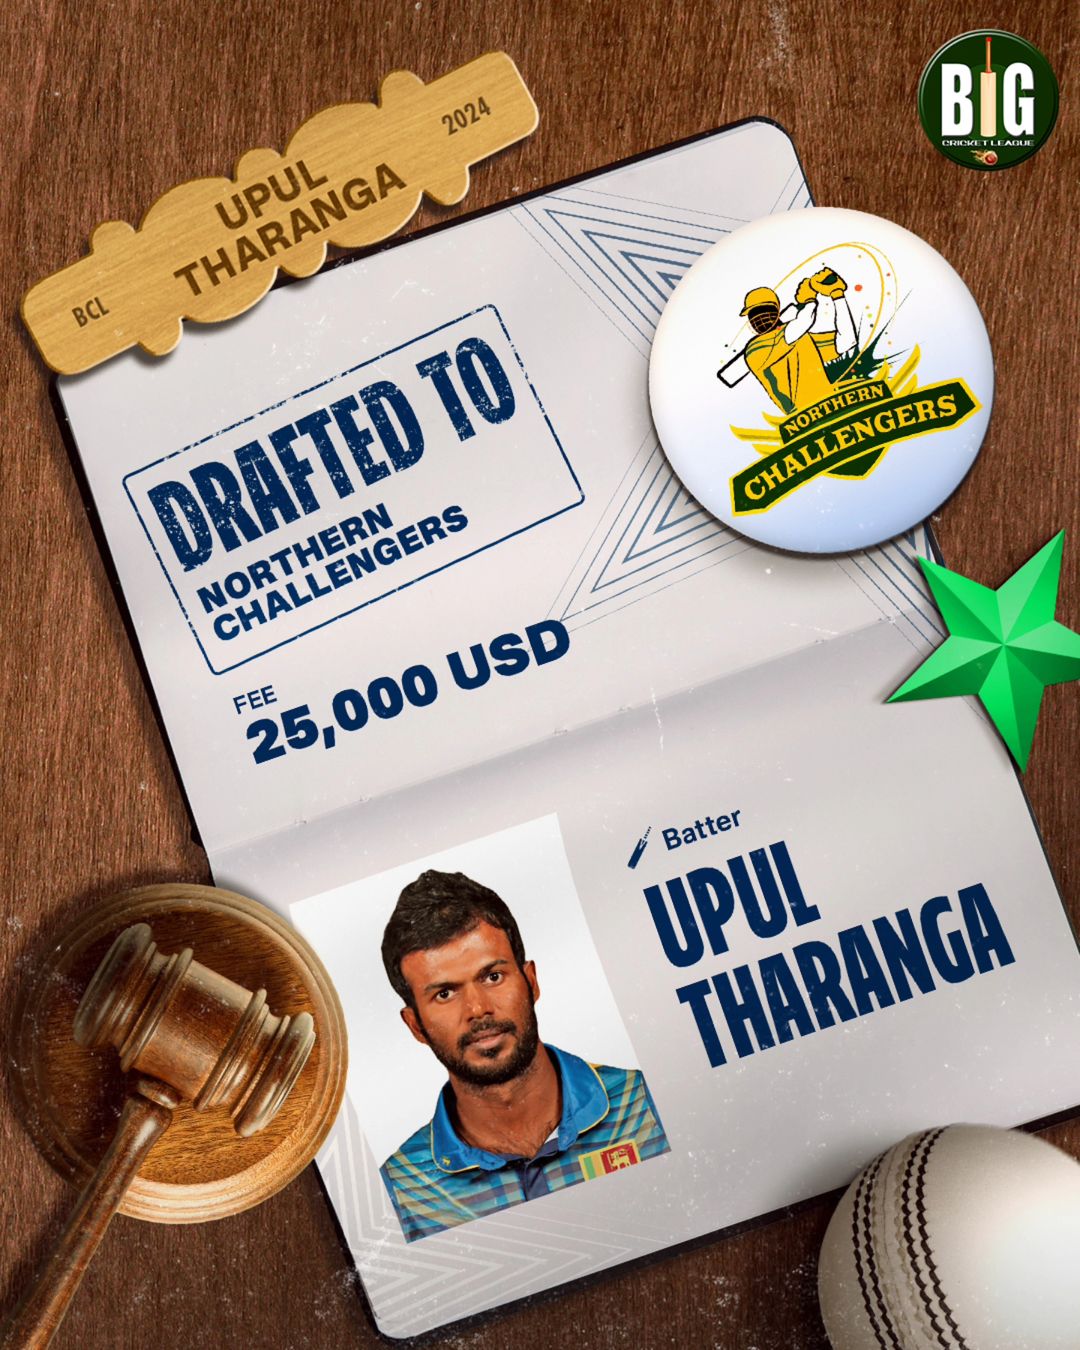 BIG
CRICKET LEAGUE
2024
UPUL
THARANGA
BCL
NORTHERN
CHALLENGERS
DRAFTED TO
NORTHERN
CHALLENGERS
FEE
25,000 USD
Batter
UPUL
THARANGA